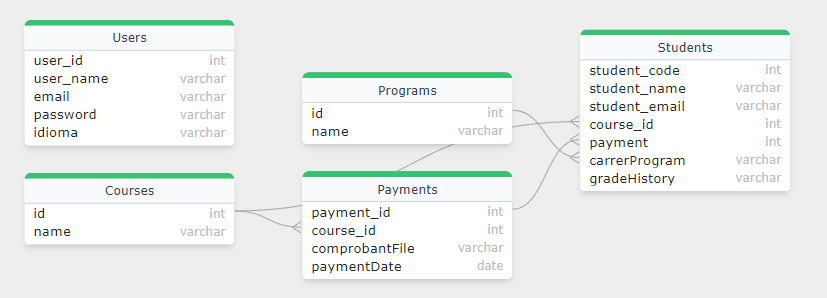 Users
user_id int
user_name varchar
email varchar
password varchar
idioma varchar
Courses
id int
name varchar
Programs
id int
name varchar
Payments
payment_id int
course_id int
comprobantFile varchar
paymentDate date
Students
student_code int
student_name varchar
student_email varchar
course_id int
payment int
carrerProgram varchar
gradeHistory varchar